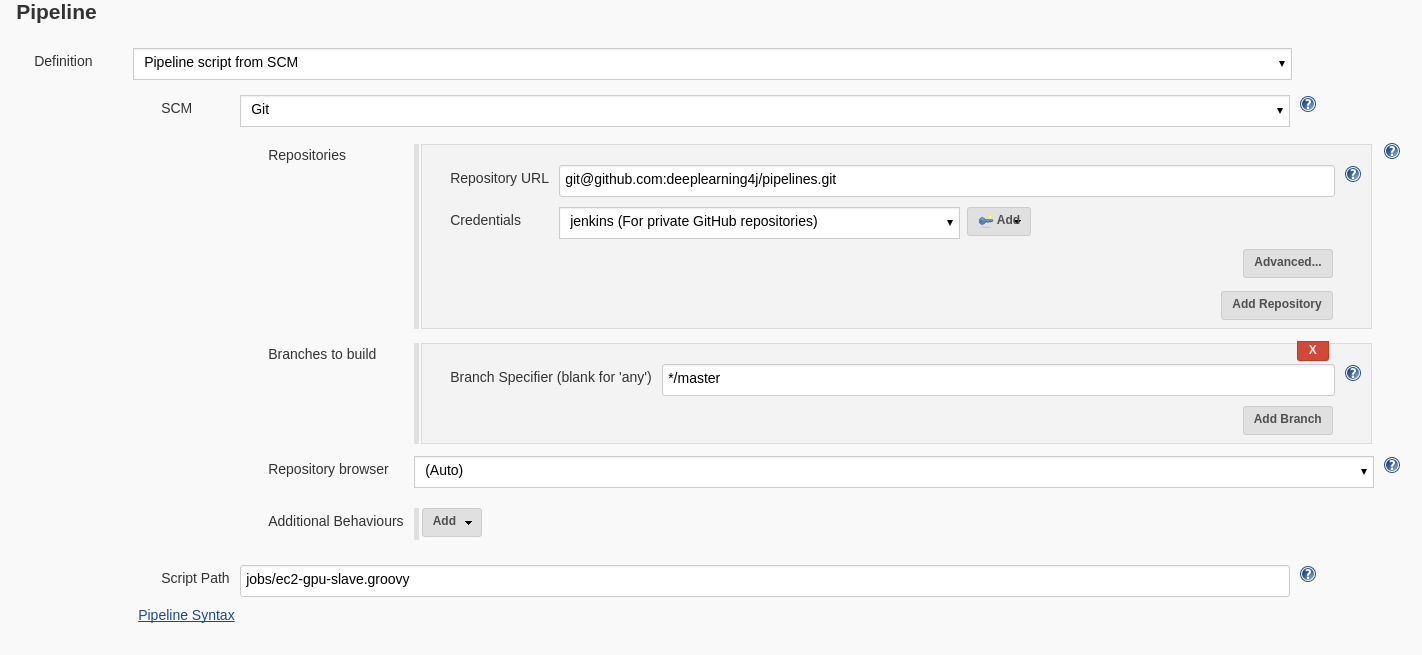 Pipeline
Definition
Pipeline script from SCM
SCM
Git
Repositories
Repository URL
git@github.com:deeplearning4j/pipelines.git
Credentials
jenkins (For private GitHub repositories)
Add
Advanced...
Add Repository
Branches to build
X
Branch Specifier (blank for 'any')
*/master
Add Branch
Repository browser
(Auto)
Additional Behaviours
Add
Script Path
jobs/ec2-gpu-slave.groovy
Pipeline Syntax